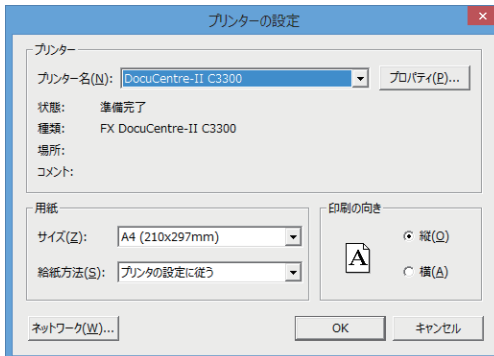 プリンターの設定
プリンター
プリンター名(N): DocuCentre-II C3300 プロパティ(P)...
状態: 準備完了
種類: FX DocuCentre-II C3300
場所:
コメント:
用紙
サイズ(Z): A4 (210x297mm)
給紙方法(S): プリンタの設定に従う
印刷の向き
A
縦(O)
横(A)
ネットワーク(W)... OK キャンセル